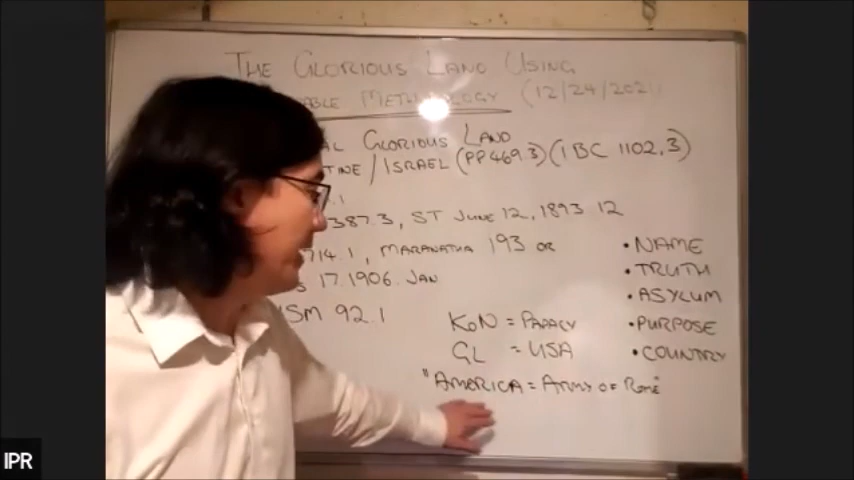 THE GLORIOUS LAND USING
ABLE METHODOLOGY (12/24/2021)
AL GLORIOUS LAND
TINE / ISRAEL (PP 469.3) (1BC 1102.3)
.1
387.3, ST JUNE 12, 1893 12
714.1, MARANATHA 193 OR
S 17.1906. JAN
SM 92.1
• NAME
• TRUTH
• ASYLUM
• PURPOSE
• COUNTRY
KoN = PAPACY
GL = USA
"AMERICA = ARMY OF ROME"
IPR